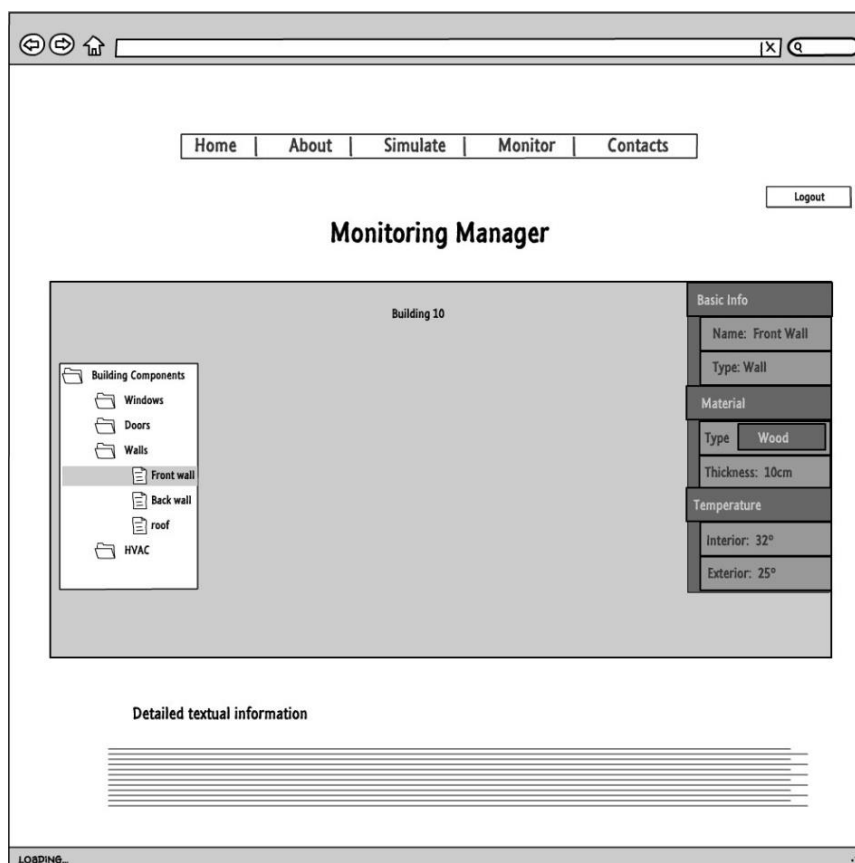 Home | About | Simulate | Monitor | Contacts
Logout
Monitoring Manager
Building 10
Building Components
Windows
Doors
Walls
Front wall
Back wall
roof
HVAC
Basic Info
Name: Front Wall
Type: Wall
Material
Type Wood
Thickness: 10cm
Temperature
Interior: 32°
Exterior: 25°
Detailed textual information
LOADING...